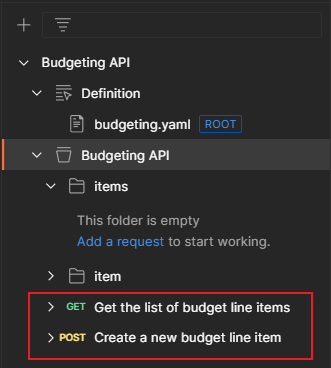 Budgeting API
Definition
budgeting.yaml ROOT
Budgeting API
items
This folder is empty
Add a request to start working.
item
GET Get the list of budget line items
POST Create a new budget line item